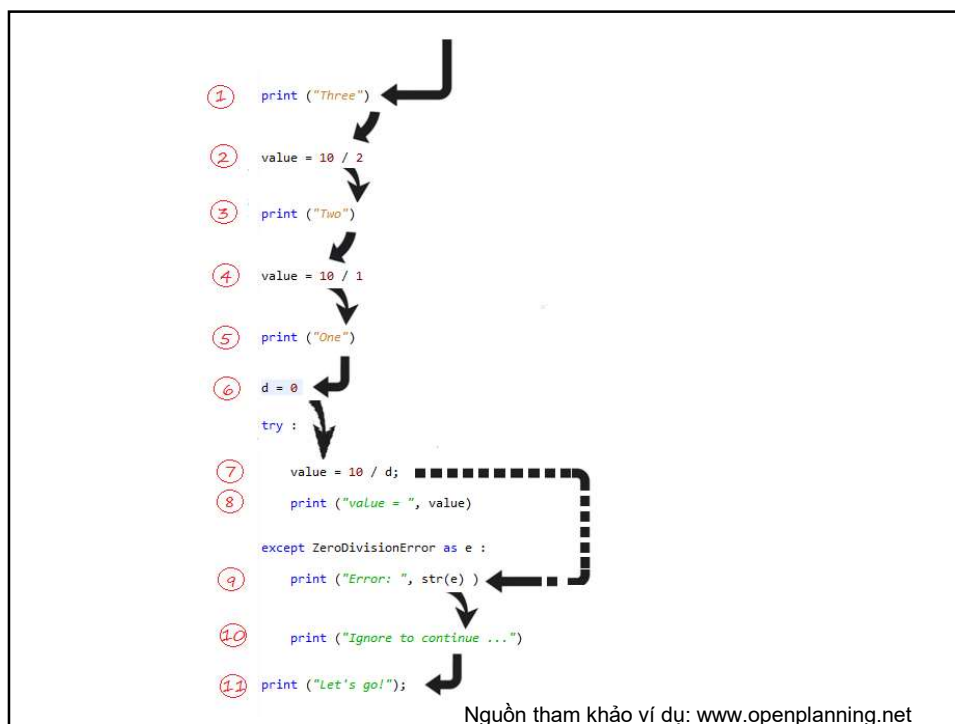 1 print ("Three")
2 value = 10 / 2
3 print ("Two")
4 value = 10 / 1
5 print ("One")
6 d = 0
try :
7 value = 10 / d;
8 print ("value = ", value)
except ZeroDivisionError as e :
9 print ("Error: ", str(e) )
10 print ("Ignore to continue ...")
11 print ("Let's go!");
Nguồn tham khảo ví dụ: www.openplanning.net